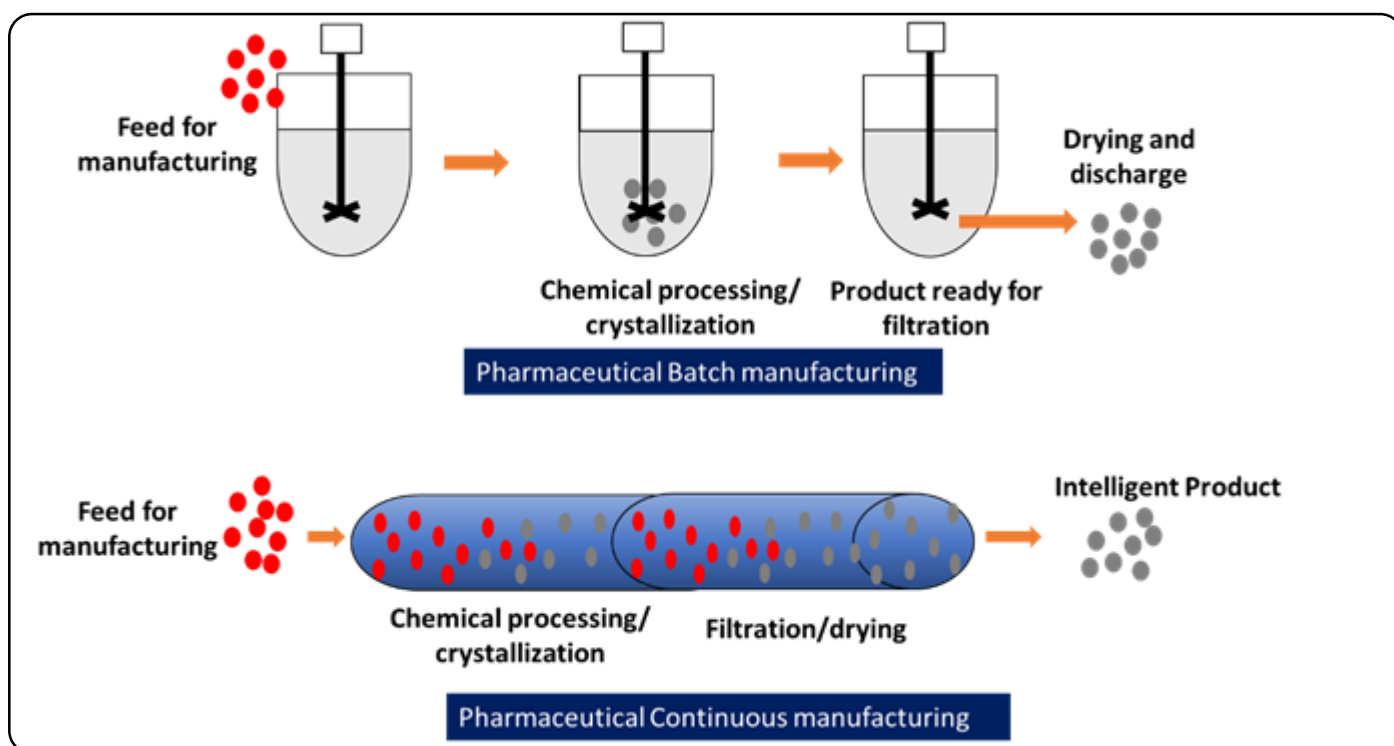 Feed for
manufacturing
Drying and
discharge
Chemical processing/
crystallization
Product ready for
filtration
Pharmaceutical Batch manufacturing
Feed for
manufacturing
Intelligent Product
Chemical processing/
crystallization
Filtration/drying
Pharmaceutical Continuous manufacturing